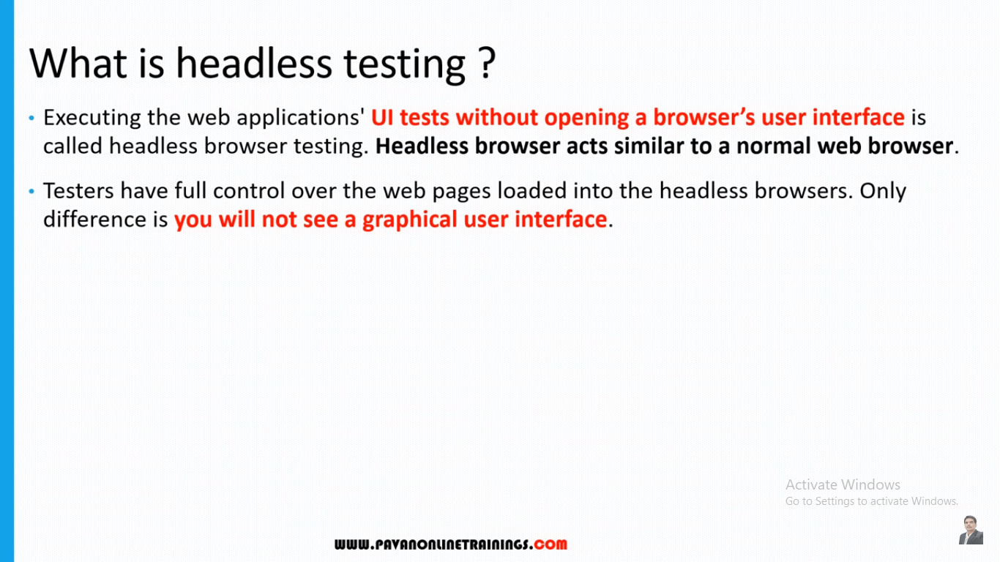 What is headless testing ?
• Executing the web applications' UI tests without opening a browser’s user interface is
called headless browser testing. Headless browser acts similar to a normal web browser.
• Testers have full control over the web pages loaded into the headless browsers. Only
difference is you will not see a graphical user interface.
Activate Windows
Go to Settings to activate Windows.
WWW.PAVANONLINETRAININGS.COM